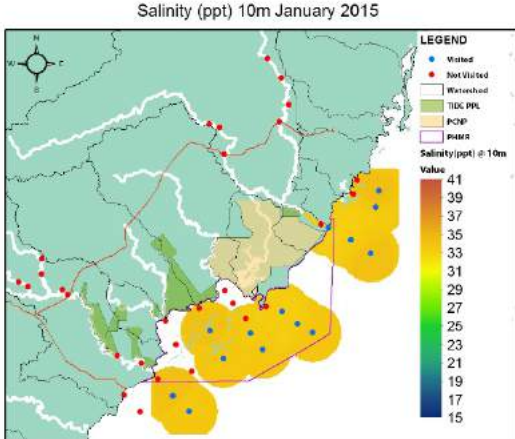 Salinity (ppt) 10m January 2015
N
W E
S
LEGEND
Visited
Not Visited
Watershed
TIDE PPL
PCNP
PHMR
Salinity(ppt) @ 10m
Value
41
39
37
35
33
31
29
27
25
23
21
19
17
15